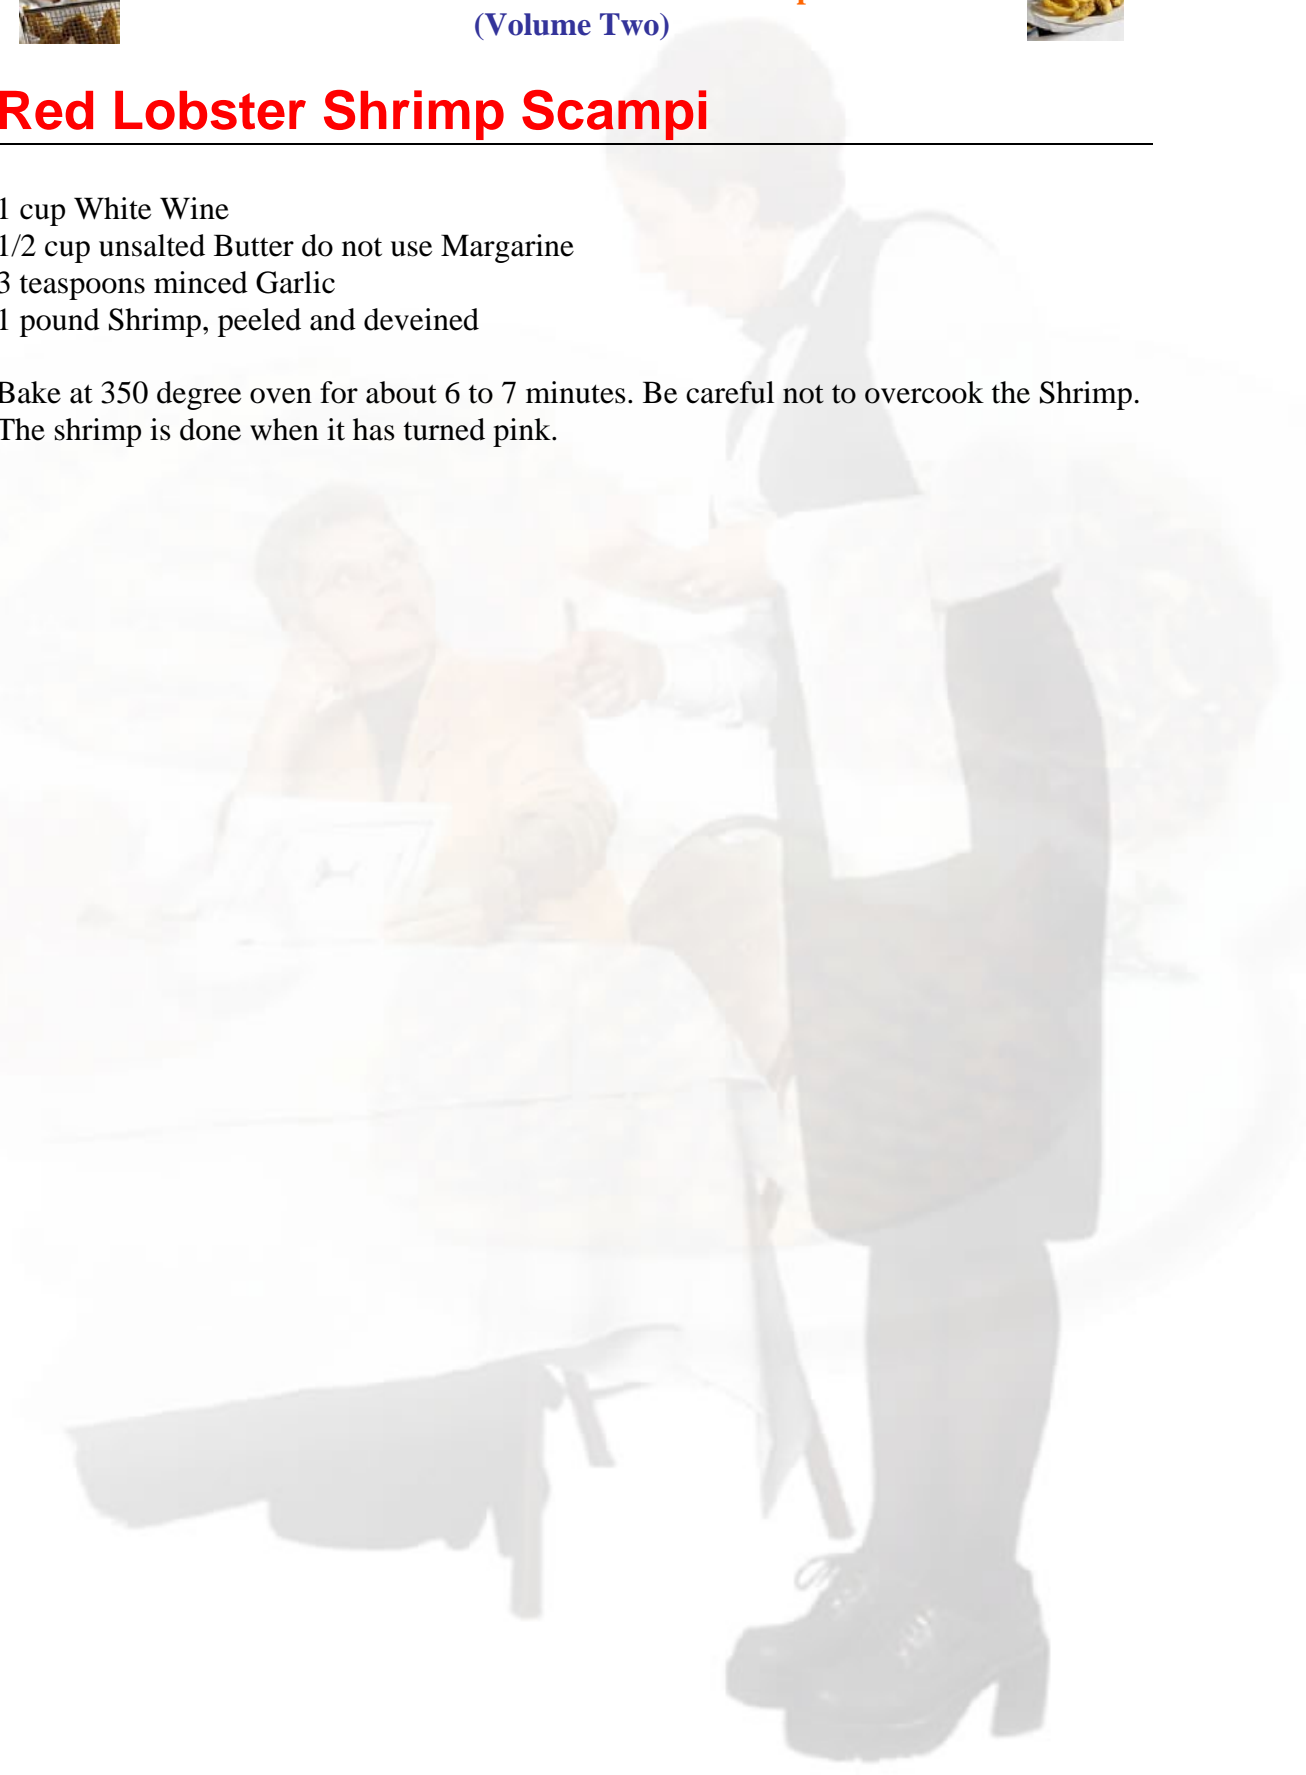 (Volume Two)
Red Lobster Shrimp Scampi
1 cup White Wine
1/2 cup unsalted Butter do not use Margarine
3 teaspoons minced Garlic
1 pound Shrimp, peeled and deveined
Bake at 350 degree oven for about 6 to 7 minutes. Be careful not to overcook the Shrimp.
The shrimp is done when it has turned pink.